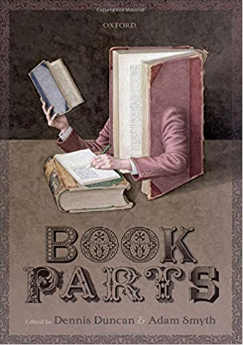 OXFORD
BOOK
PARTS
Edited by Dennis Duncan & Adam Smyth